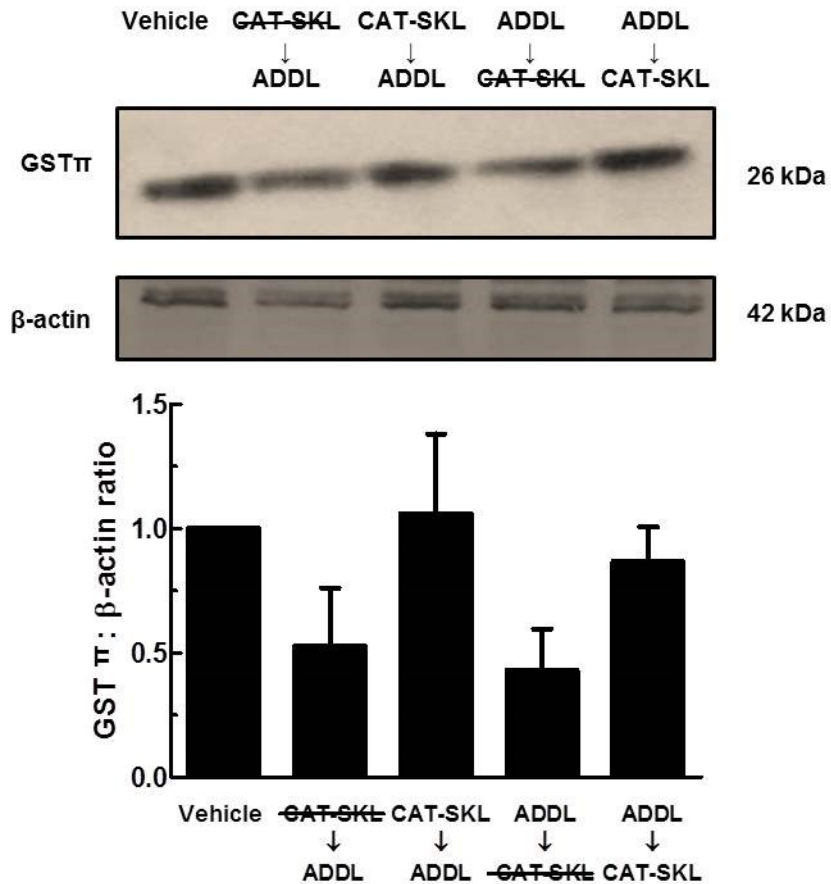 Vehicle CAT-SKL CAT-SKL ADDL ADDL
↓ ↓ ↓ ↓
ADDL ADDL CAT-SKL CAT-SKL
GSTπ 26 kDa
β-actin 42 kDa
GST π : β-actin ratio
1.5
1.0
0.5
0.0
Vehicle CAT-SKL CAT-SKL ADDL ADDL
↓ ↓ ↓ ↓
ADDL ADDL CAT-SKL CAT-SKL